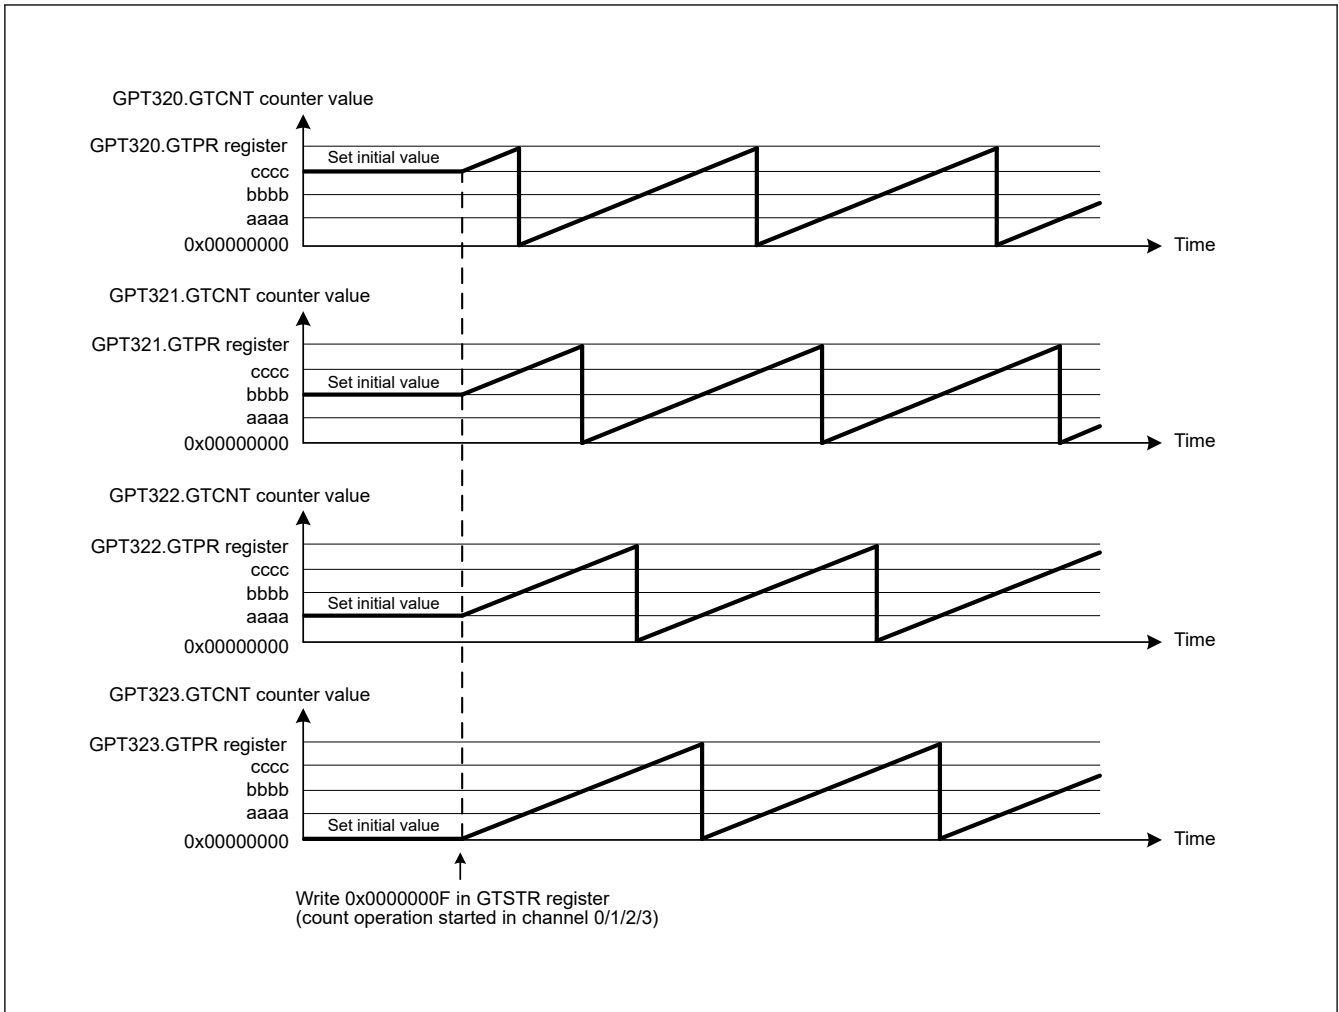 GPT320.GTCNT counter value
GPT320.GTPR register
Set initial value
cccc
bbbb
aaaa
0x00000000
Time
GPT321.GTCNT counter value
GPT321.GTPR register
cccc
Set initial value
bbbb
aaaa
0x00000000
Time
GPT322.GTCNT counter value
GPT322.GTPR register
cccc
bbbb
Set initial value
aaaa
0x00000000
Time
GPT323.GTCNT counter value
GPT323.GTPR register
cccc
bbbb
aaaa
Set initial value
0x00000000
Time
Write 0x0000000F in GTSTR register
(count operation started in channel 0/1/2/3)